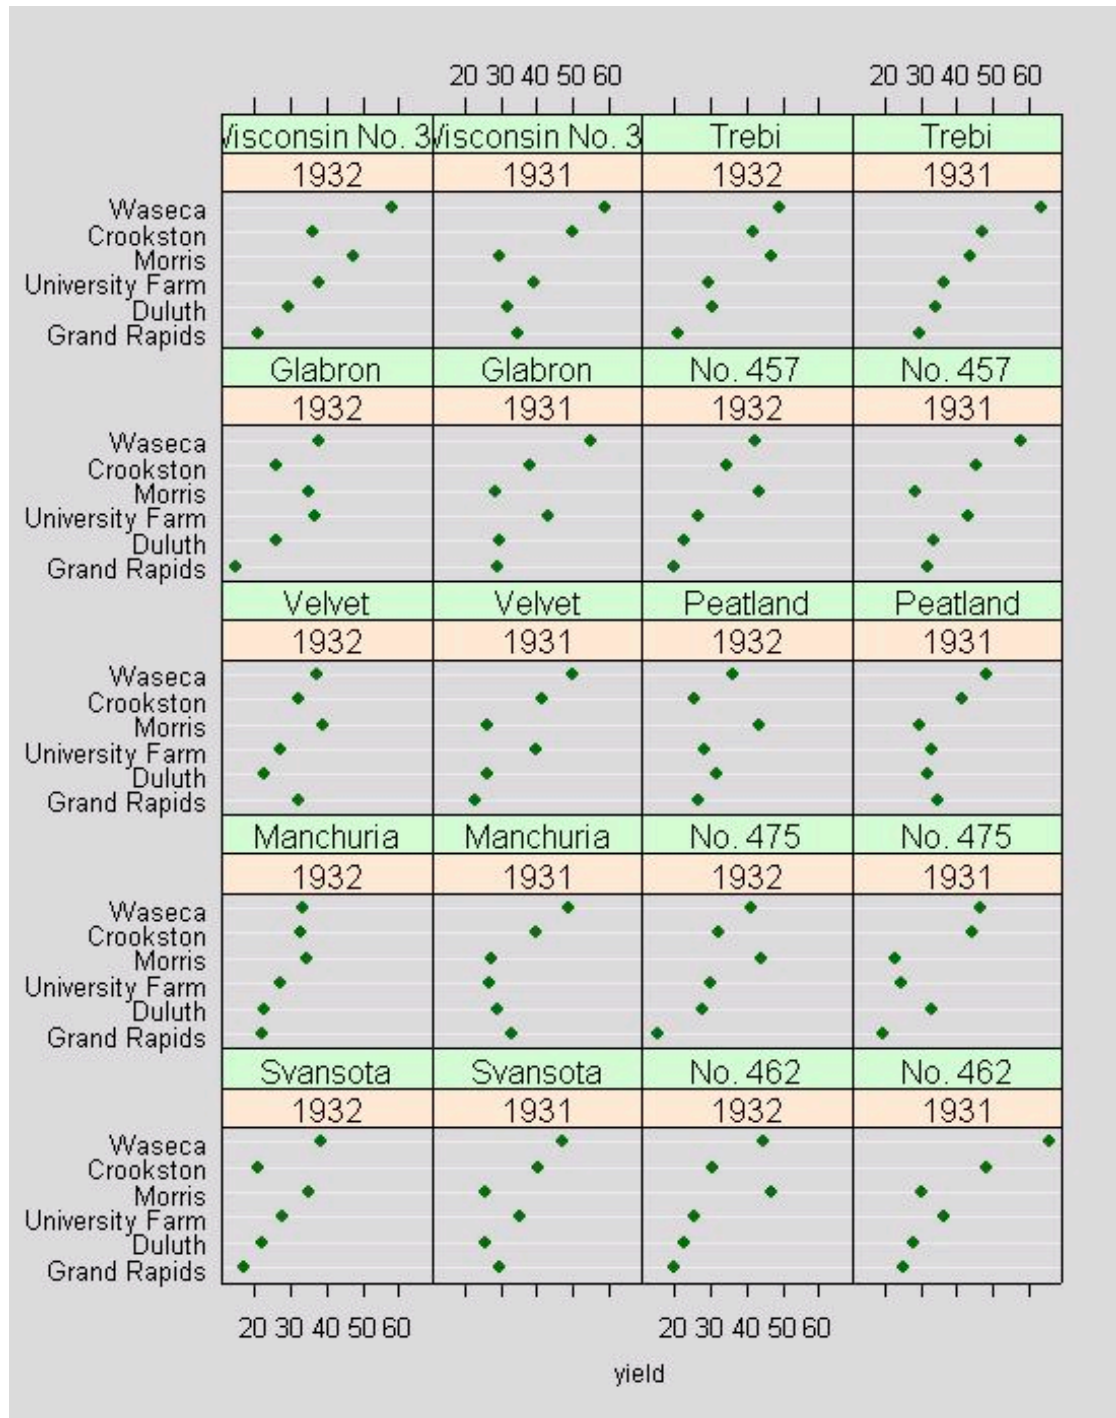 20 30 40 50 60 20 30 40 50 60
Wisconsin No. 3 Wisconsin No. 3 Trebi Trebi
1932 1931 1932 1931
Waseca
Crookston
Morris
University Farm
Duluth
Grand Rapids
Glabron Glabron No. 457 No. 457
1932 1931 1932 1931
Waseca
Crookston
Morris
University Farm
Duluth
Grand Rapids
Velvet Velvet Peatland Peatland
1932 1931 1932 1931
Waseca
Crookston
Morris
University Farm
Duluth
Grand Rapids
Manchuria Manchuria No. 475 No. 475
1932 1931 1932 1931
Waseca
Crookston
Morris
University Farm
Duluth
Grand Rapids
Svansota Svansota No. 462 No. 462
1932 1931 1932 1931
Waseca
Crookston
Morris
University Farm
Duluth
Grand Rapids
20 30 40 50 60 20 30 40 50 60
yield